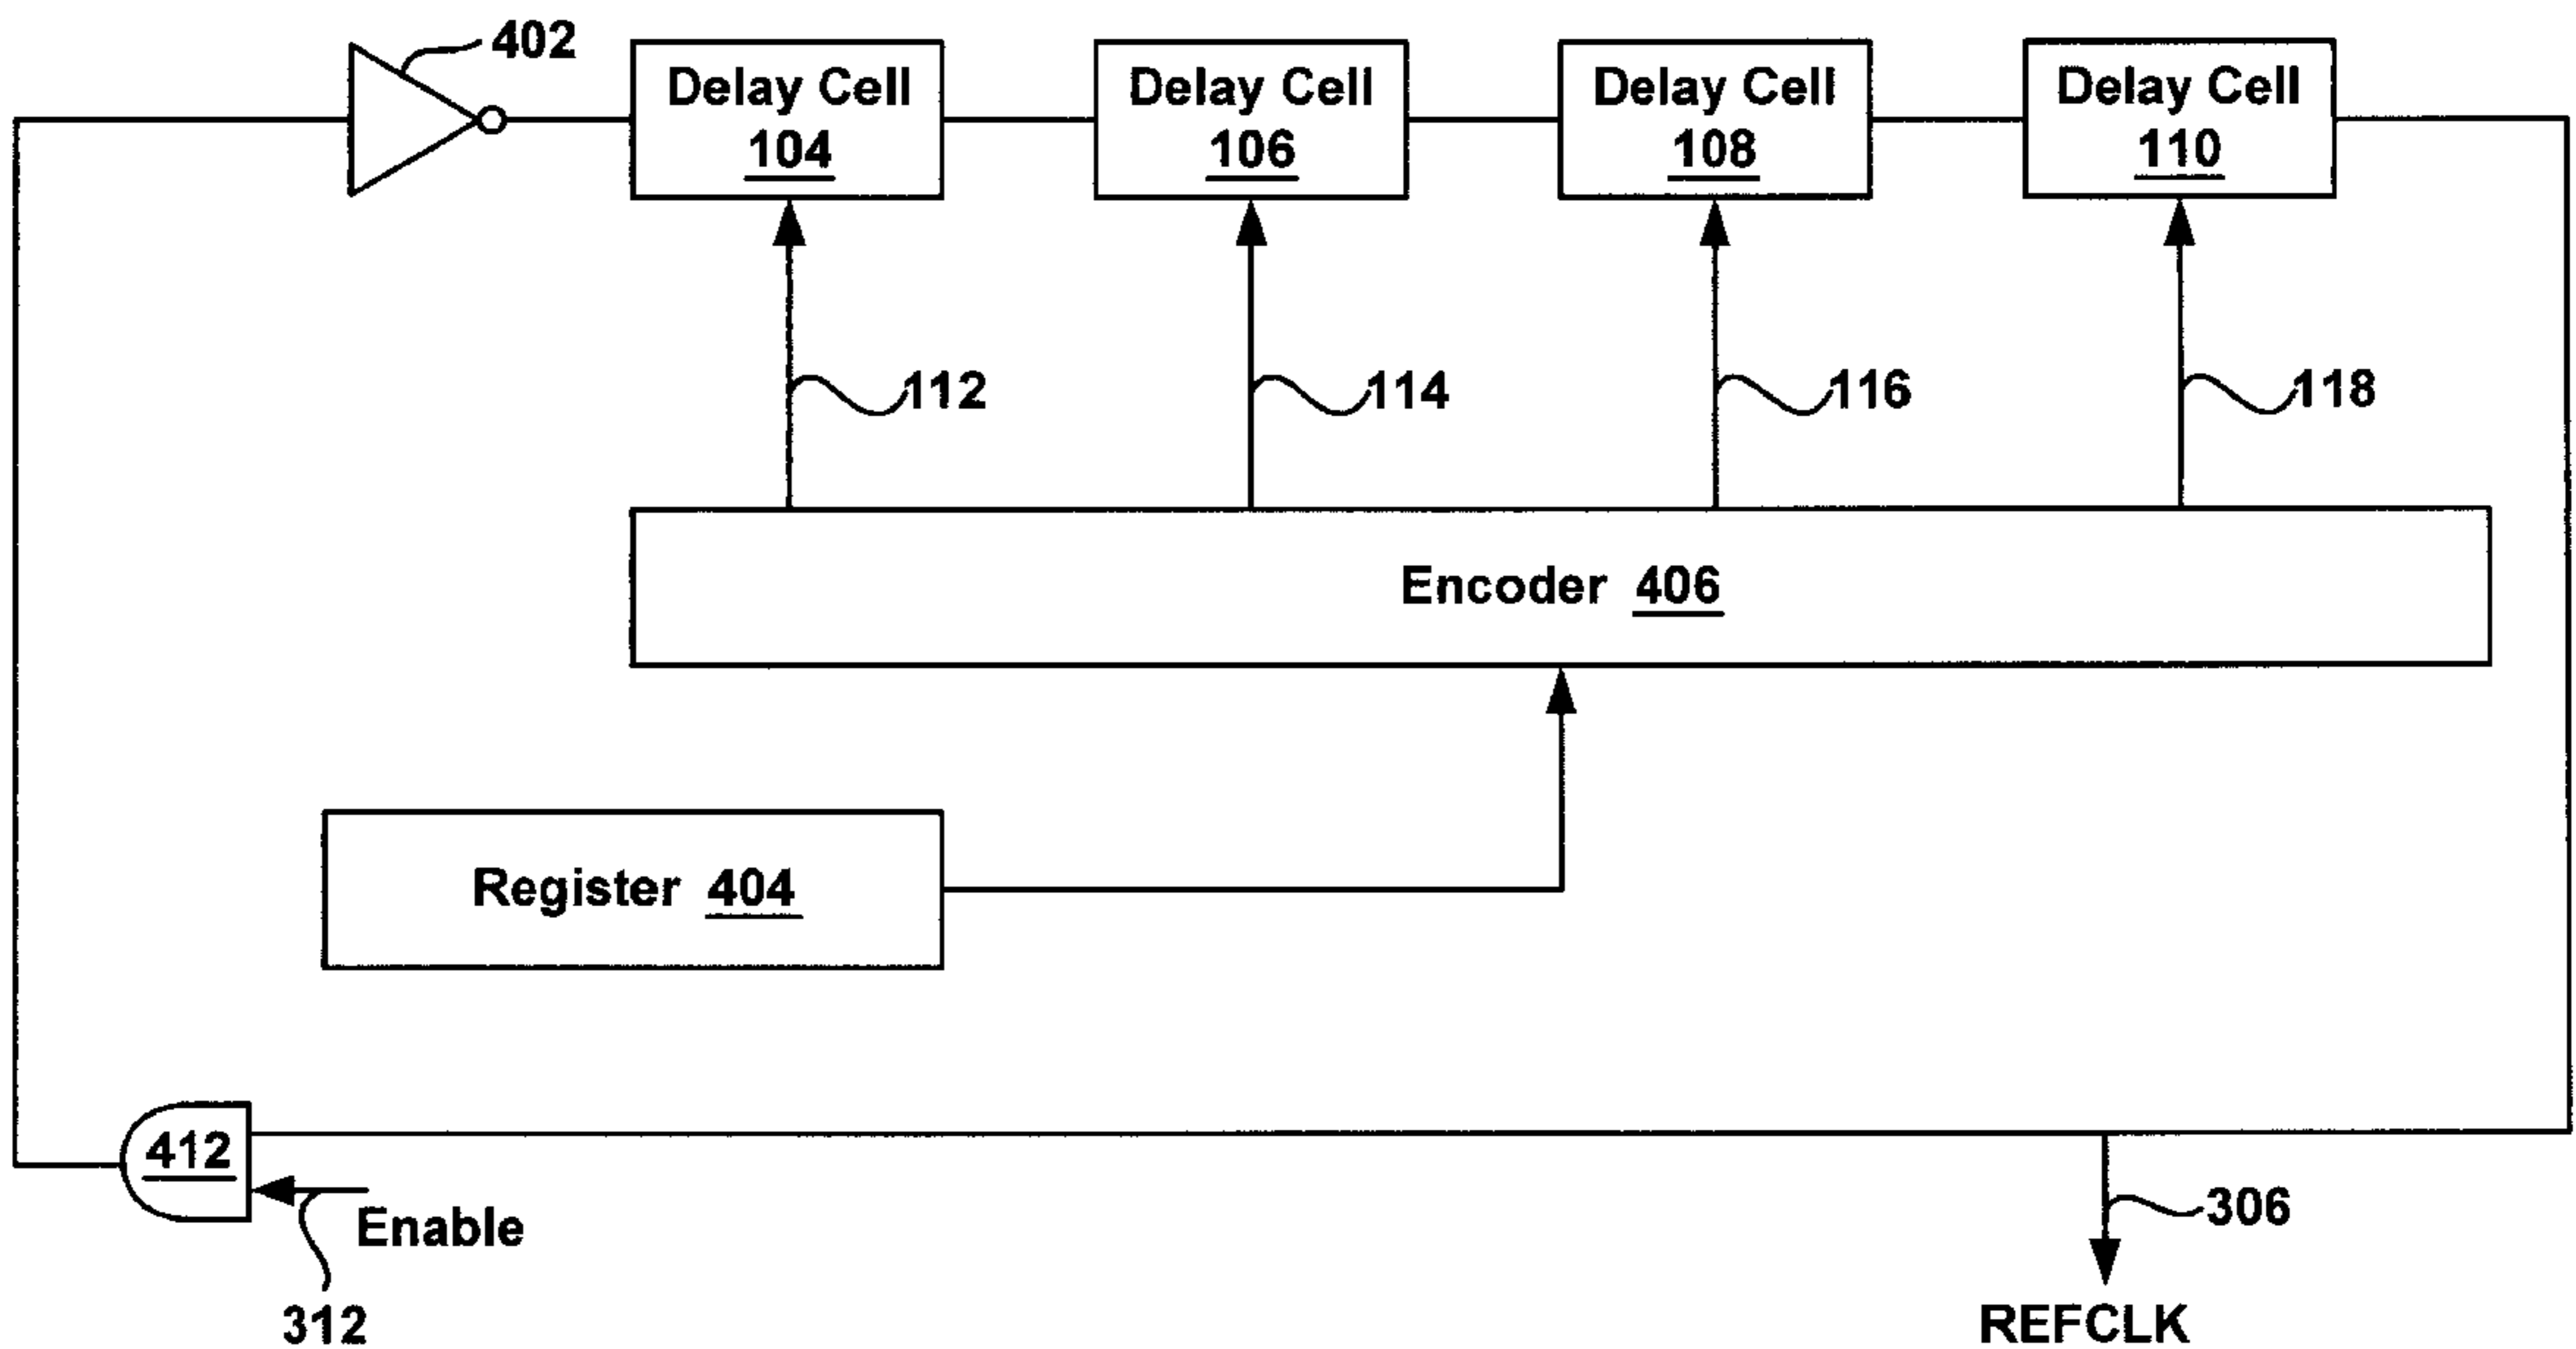 402
Delay Cell
104
Delay Cell
106
Delay Cell
108
Delay Cell
110
112
114
116
118
Encoder 406
Register 404
412
Enable
312
306
REFCLK